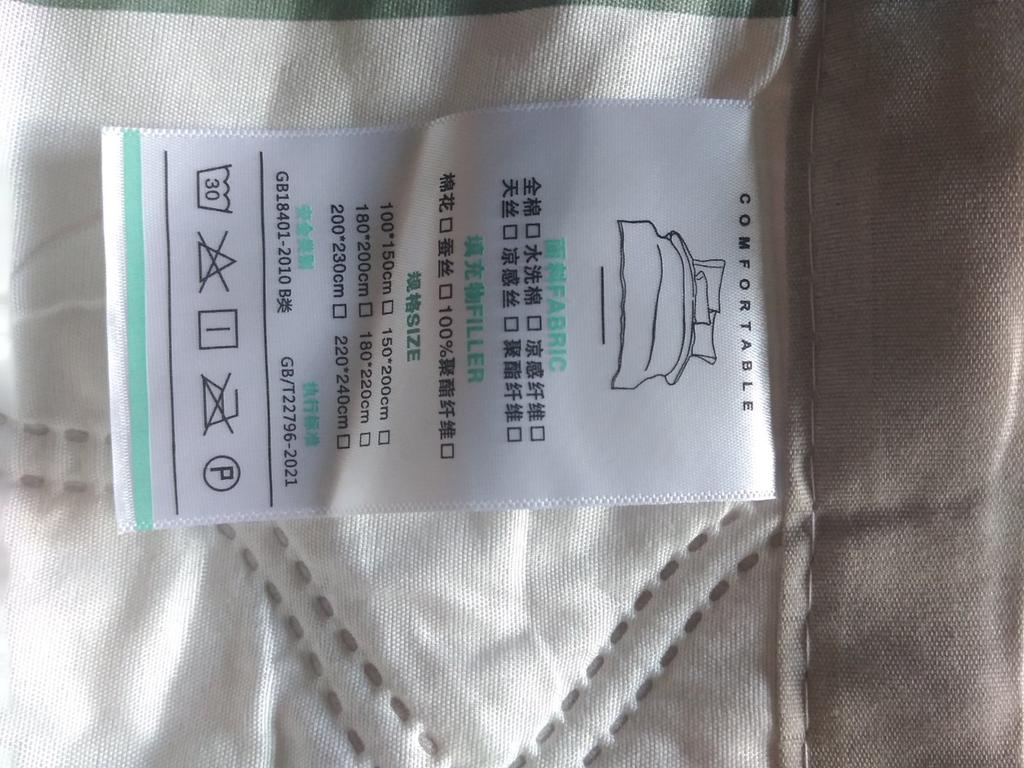 COMFORTABLE
面料FABRIC
全棉□ 水洗棉□ 凉感纤维□
天丝□ 凉感丝□ 聚酯纤维□
填充物FILLER
棉花□ 蚕丝□ 100%聚酯纤维□
规格SIZE
100*150cm□ 150*200cm□
180*200cm□ 180*220cm□
200*230cm□ 220*240cm□
安全类别 执行标准
GB18401-2010 B类 GB/T22796-2021
30 P